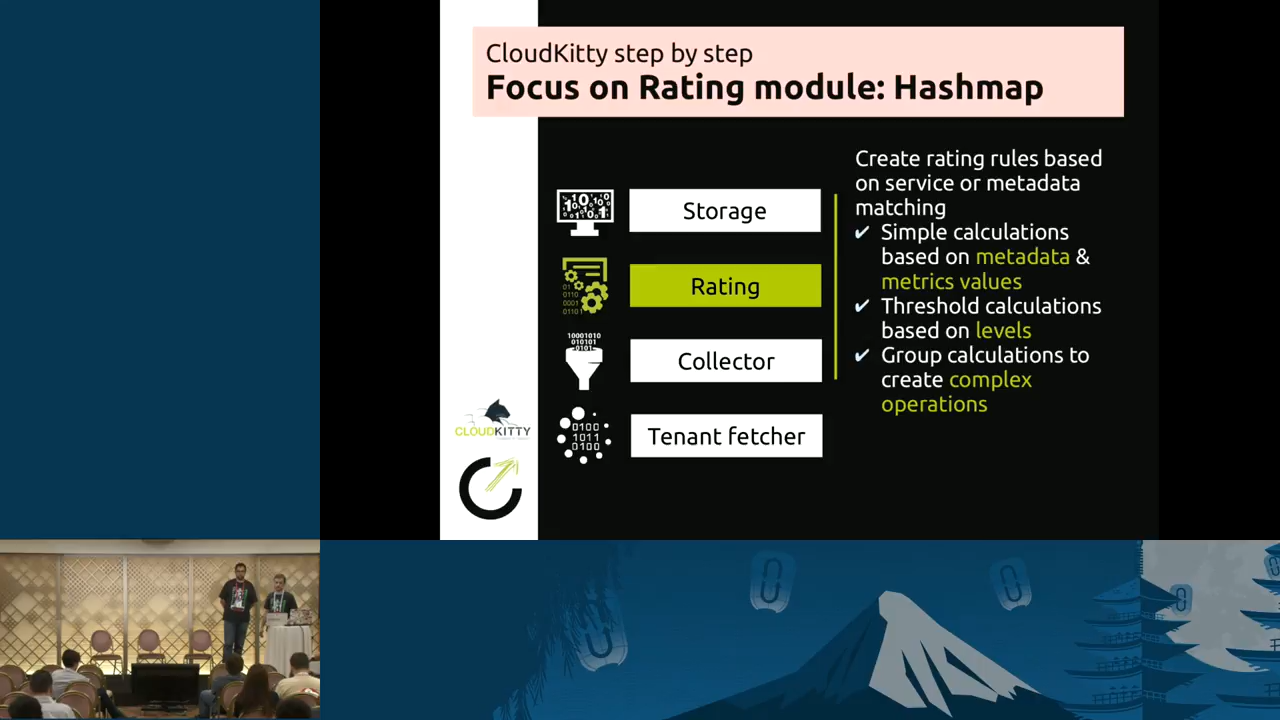 CloudKitty step by step
Focus on Rating module: Hashmap
Storage
Rating
Collector
Tenant fetcher
Create rating rules based
on service or metadata
matching
✔ Simple calculations
based on metadata &
metrics values
✔ Threshold calculations
based on levels
✔ Group calculations to
create complex
operations
CLOUDKITTY